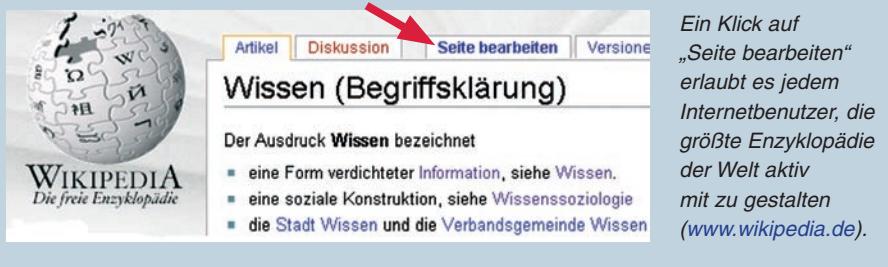 WIKIPEDIA
Die freie Enzyklopädie
Artikel Diskussion Seite bearbeiten Versione
Wissen (Begriffsklärung)
Der Ausdruck Wissen bezeichnet
eine Form verdichteter Information, siehe Wissen.
eine soziale Konstruktion, siehe Wissenssoziologie
die Stadt Wissen und die Verbandsgemeinde Wissen
Ein Klick auf
„Seite bearbeiten“
erlaubt es jedem
Internetbenutzer, die
größte Enzyklopädie
der Welt aktiv
mit zu gestalten
(www.wikipedia.de).